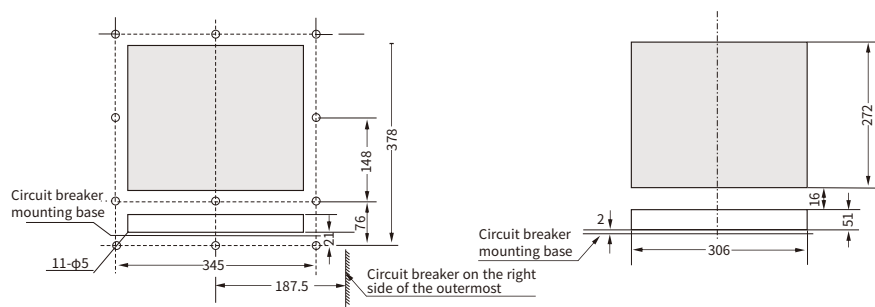 378
148
76
21
Circuit breaker
mounting base
11-ф5
345
187.5
Circuit breaker on the right
side of the outermost
272
16
51
2
Circuit breaker
mounting base
306